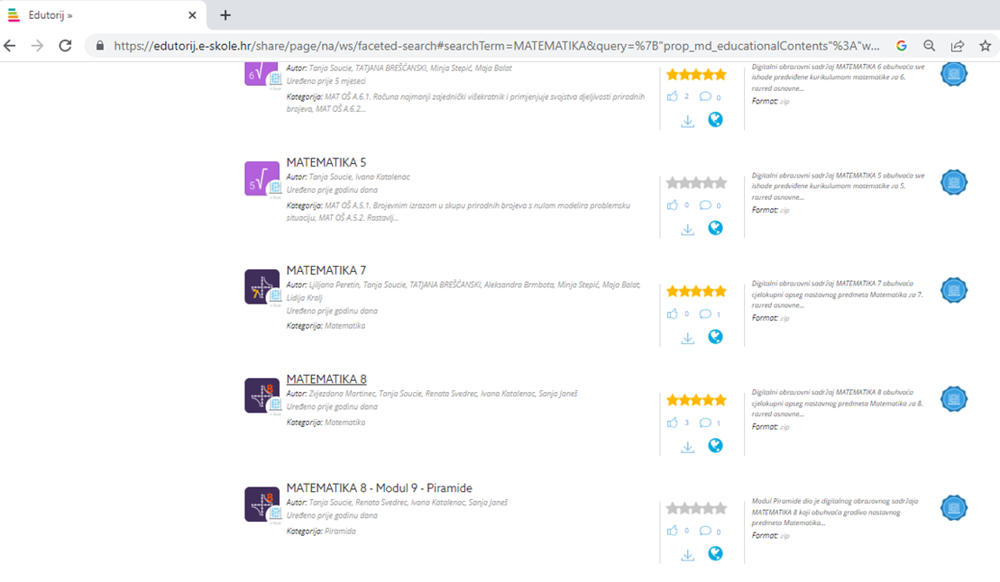 Edutorij »
https://edutorij.e-skole.hr/share/page/na/ws/faceted-search#searchTerm=MATEMATIKA&query=%7B"prop_md_educationalContents"%3A"w...
6√
Autor: Tanja Soucie, TATJANA BREŠČANSKI, Minja Stepić, Maja Balat
Uređeno prije 5 mjeseci
Kategorija: MAT OŠ A.6.1. Računa najmanji zajednički višekratnik i primjenjuje svojstva djeljivosti prirodnih
brojeva, MAT OŠ A.6.2...
2 0
Digitalni obrazovni sadržaj MATEMATIKA 6 obuhvaća sve
ishode predviđene kurikulumom matematike za 6.
razred osnovne...
Format: zip
5√
MATEMATIKA 5
Autor: Tanja Soucie, Ivana Katalenac
Uređeno prije godinu dana
Kategorija: MAT OŠ A.5.1. Brojevnim izrazom u skupu prirodnih brojeva s nulom modelira problemsku
situaciju, MAT OŠ A.5.2. Rastavlj...
0 0
Digitalni obrazovni sadržaj MATEMATIKA 5 obuhvaća sve
ishode predviđene kurikulumom matematike za 5.
razred osnovne...
Format: zip
7
MATEMATIKA 7
Autor: Ljiljana Peretin, Tanja Soucie, TATJANA BREŠČANSKI, Aleksandra Brmbota, Minja Stepić, Maja Balat,
Lidija Kralj
Uređeno prije godinu dana
Kategorija: Matematika
0 1
Digitalni obrazovni sadržaj MATEMATIKA 7 obuhvaća
cjelokupni opseg nastavnog predmeta Matematika za 7.
razred osnovne...
Format: zip
8
MATEMATIKA 8
Autor: Zvjezdana Martinec, Tanja Soucie, Renata Svedrec, Ivana Katalenac, Sanja Janeš
Uređeno prije godinu dana
Kategorija: Matematika
3 1
Digitalni obrazovni sadržaj MATEMATIKA 8 obuhvaća
cjelokupni opseg nastavnog predmeta Matematika za 8.
razred osnovne...
Format: zip
8
MATEMATIKA 8 - Modul 9 - Piramide
Autor: Tanja Soucie, Renata Svedrec, Ivana Katalenac, Sanja Janeš
Uređeno prije godinu dana
Kategorija: Piramida
0 0
Modul Piramide dio je digitalnog obrazovnog sadržaja
MATEMATIKA 8 koji obuhvaća gradivo nastavnog
predmeta Matematika...
Format: zip